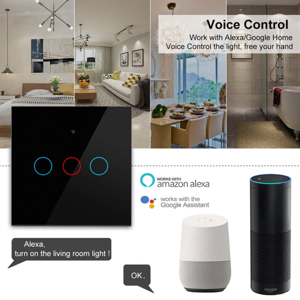 Voice Control
Work with Alexa/Google Home
Voice Control the light, free your hand
WORKS WITH
amazon alexa
works with the
Google Assistant
Alexa,
turn on the living room light !
OK .
amazon